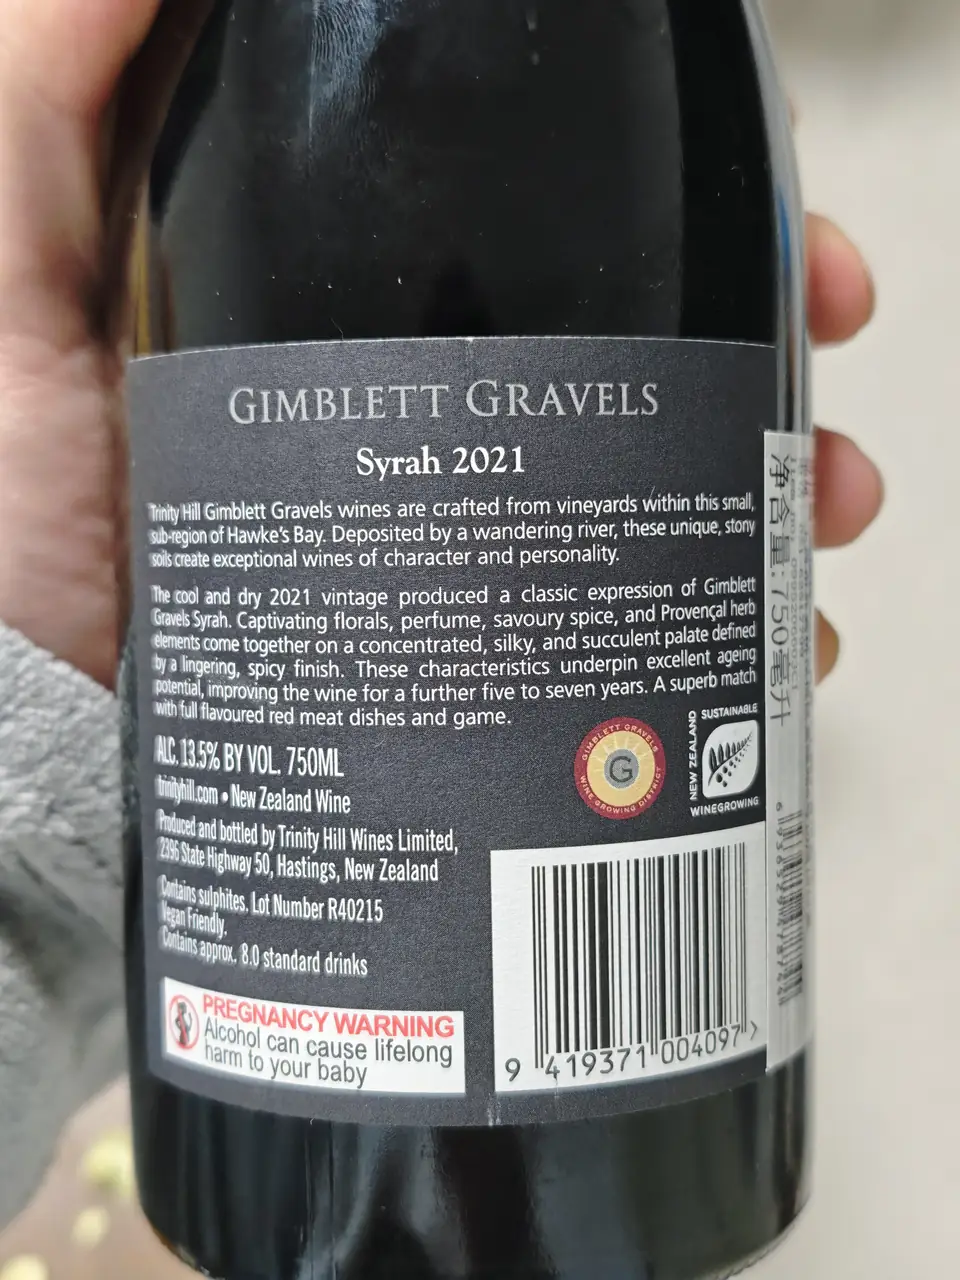 GIMBLETT GRAVELS
Syrah 2021
Trinity Hill Gimblett Gravels wines are crafted from vineyards within this small,
sub-region of Hawke's Bay. Deposited by a wandering river, these unique, stony
soils create exceptional wines of character and personality.
The cool and dry 2021 vintage produced a classic expression of Gimblett
Gravels Syrah. Captivating florals, perfume, savoury spice, and Provençal herb
elements come together on a concentrated, silky, and succulent palate defined
by a lingering, spicy finish. These characteristics underpin excellent ageing
potential, improving the wine for a further five to seven years. A superb match
with full flavoured red meat dishes and game.
ALC. 13.5% BY VOL. 750ML
trinityhill.com • New Zealand Wine
Produced and bottled by Trinity Hill Wines Limited,
2396 State Highway 50, Hastings, New Zealand
Contains sulphites. Lot Number R40215
Vegan Friendly.
Contains approx. 8.0 standard drinks
PREGNANCY WARNING
Alcohol can cause lifelong
harm to your baby
GIMBLETT GRAVELS
G
WINE GROWING DISTRICT
SUSTAINABLE
NEW ZEALAND
WINEGROWING
9 419371 004097 >
净含量:750毫升